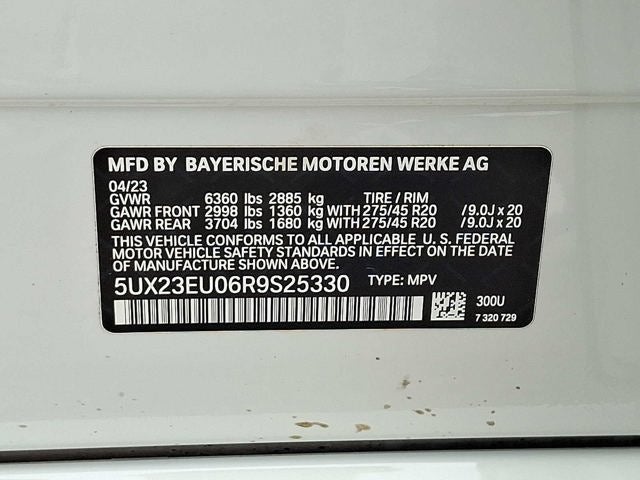 MFD BY BAYERISCHE MOTOREN WERKE AG
04/23
GVWR 6360 lbs 2885 kg TIRE / RIM
GAWR FRONT 2998 lbs 1360 kg WITH 275/45 R20 / 9.0J x 20
GAWR REAR 3704 lbs 1680 kg WITH 275/45 R20 / 9.0J x 20
THIS VEHICLE CONFORMS TO ALL APPLICABLE U. S. FEDERAL
MOTOR VEHICLE SAFETY STANDARDS IN EFFECT ON THE DATE
OF MANUFACTURE SHOWN ABOVE.
5UX23EU06R9S25330 TYPE: MPV
300U
7 320 729